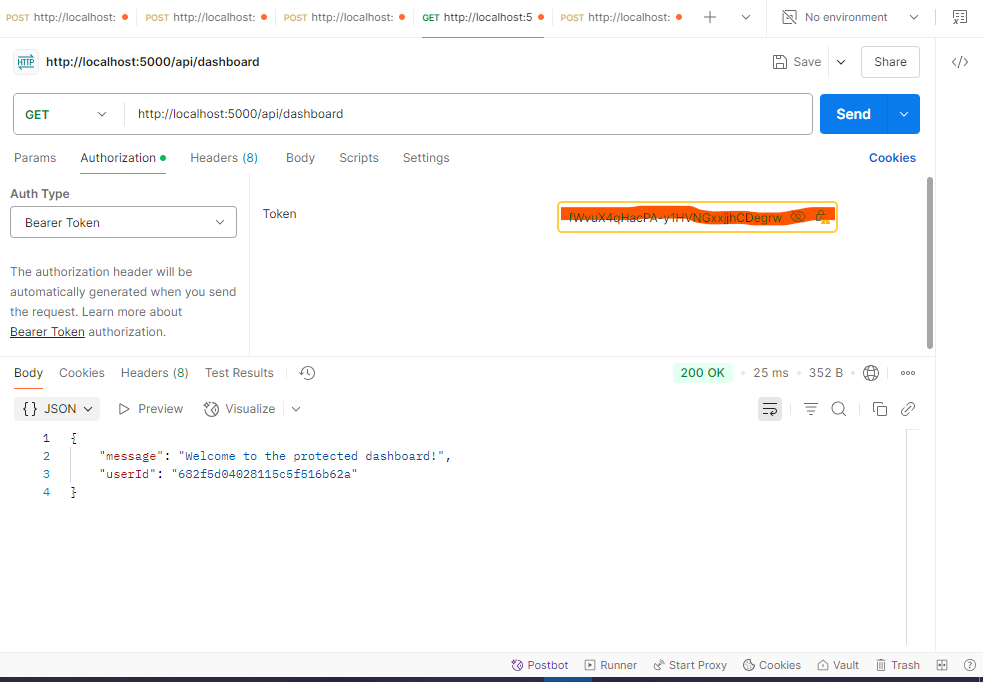 POST http://localhost: POST http://localhost: POST http://localhost: GET http://localhost:5 POST http://localhost: No environment
HTTP http://localhost:5000/api/dashboard Save Share
GET http://localhost:5000/api/dashboard Send
Params Authorization Headers (8) Body Scripts Settings Cookies
Auth Type
Bearer Token
Token
The authorization header will be
automatically generated when you send
the request. Learn more about
Bearer Token authorization.
Body Cookies Headers (8) Test Results 200 OK 25 ms 352 B
{} JSON Preview Visualize
1 {
2 "message": "Welcome to the protected dashboard!",
3 "userId": "682f5d04028115c5f516b62a"
4 }
Postbot Runner Start Proxy Cookies Vault Trash